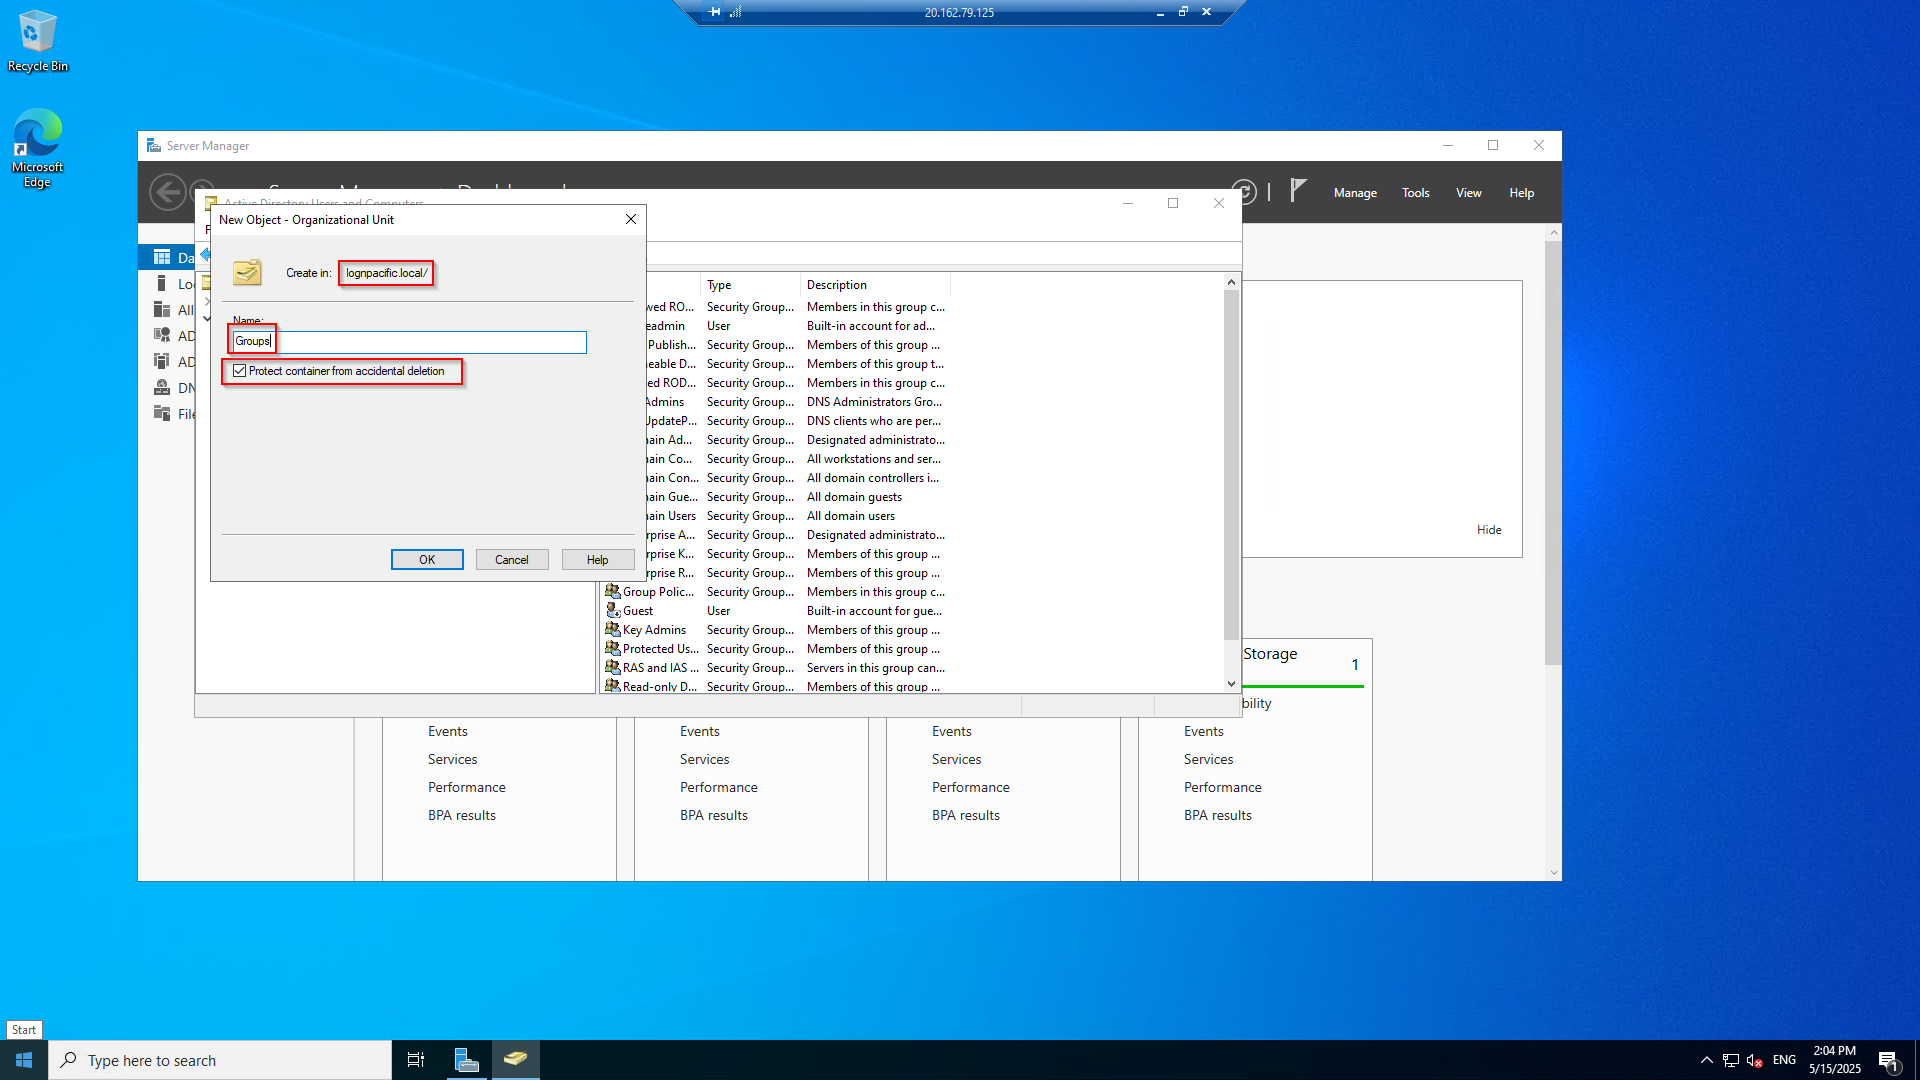 20.162.79.125
Recycle Bin
Microsoft
Edge
Server Manager
Manage
Tools
View
Help
Active Directory Users and Computers
New Object - Organizational Unit
Create in:
lognpacific.local/
Name:
Groups
Protect container from accidental deletion
OK
Cancel
Help
Da
Lo
All
AD
AD
DN
File
Type
Description
wed RO...
Security Group...
Members in this group c...
eadmin
User
Built-in account for ad...
Publish...
Security Group...
Members of this group ...
eable D...
Security Group...
Members of this group t...
ed ROD...
Security Group...
Members in this group c...
Admins
Security Group...
DNS Administrators Gro...
UpdateP...
Security Group...
DNS clients who are per...
ain Ad...
Security Group...
Designated administrato...
ain Co...
Security Group...
All workstations and ser...
ain Con...
Security Group...
All domain controllers i...
ain Gue...
Security Group...
All domain guests
ain Users
Security Group...
All domain users
rprise A...
Security Group...
Designated administrato...
rprise K...
Security Group...
Members of this group ...
rprise R...
Security Group...
Members of this group ...
Group Polic...
Security Group...
Members in this group c...
Guest
User
Built-in account for gue...
Key Admins
Security Group...
Members of this group ...
Protected Us...
Security Group...
Members of this group ...
RAS and IAS ...
Security Group...
Servers in this group can...
Read-only D...
Security Group...
Members of this group ...
Hide
Storage
1
bility
Events
Services
Performance
BPA results
Events
Services
Performance
BPA results
Events
Services
Performance
BPA results
Events
Services
Performance
BPA results
Start
Type here to search
ENG
2:04 PM
5/15/2025
1